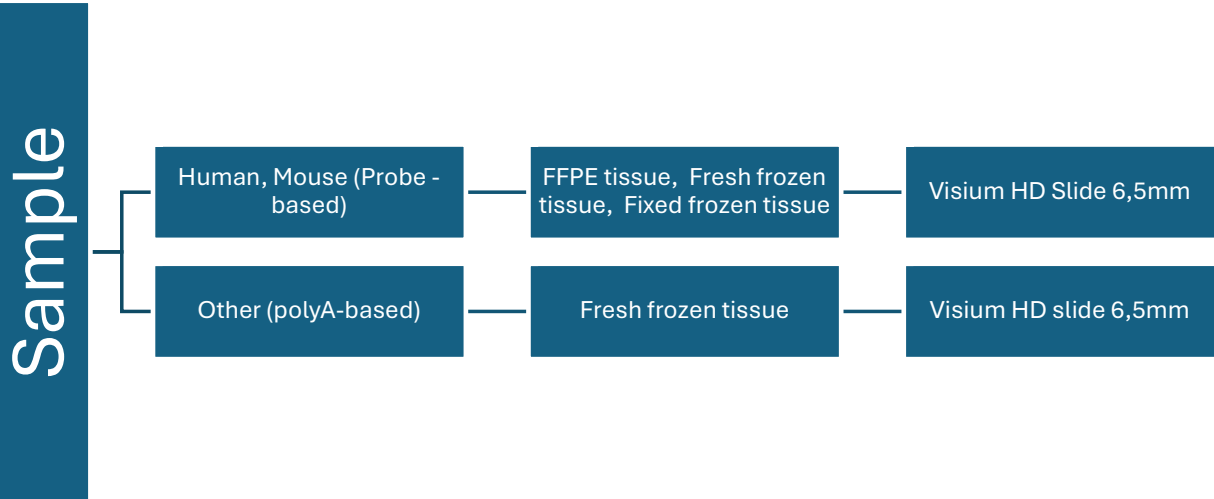 Sample
Human, Mouse (Probe -
based)
FFPE tissue,  Fresh frozen
tissue,  Fixed frozen tissue
Visium HD Slide 6,5mm
Other (polyA-based)
Fresh frozen tissue
Visium HD slide 6,5mm